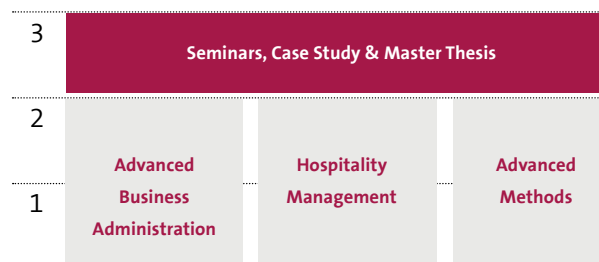 3
Seminars, Case Study & Master Thesis
2
Advanced
Business
Administration
Hospitality
Management
Advanced
Methods
1